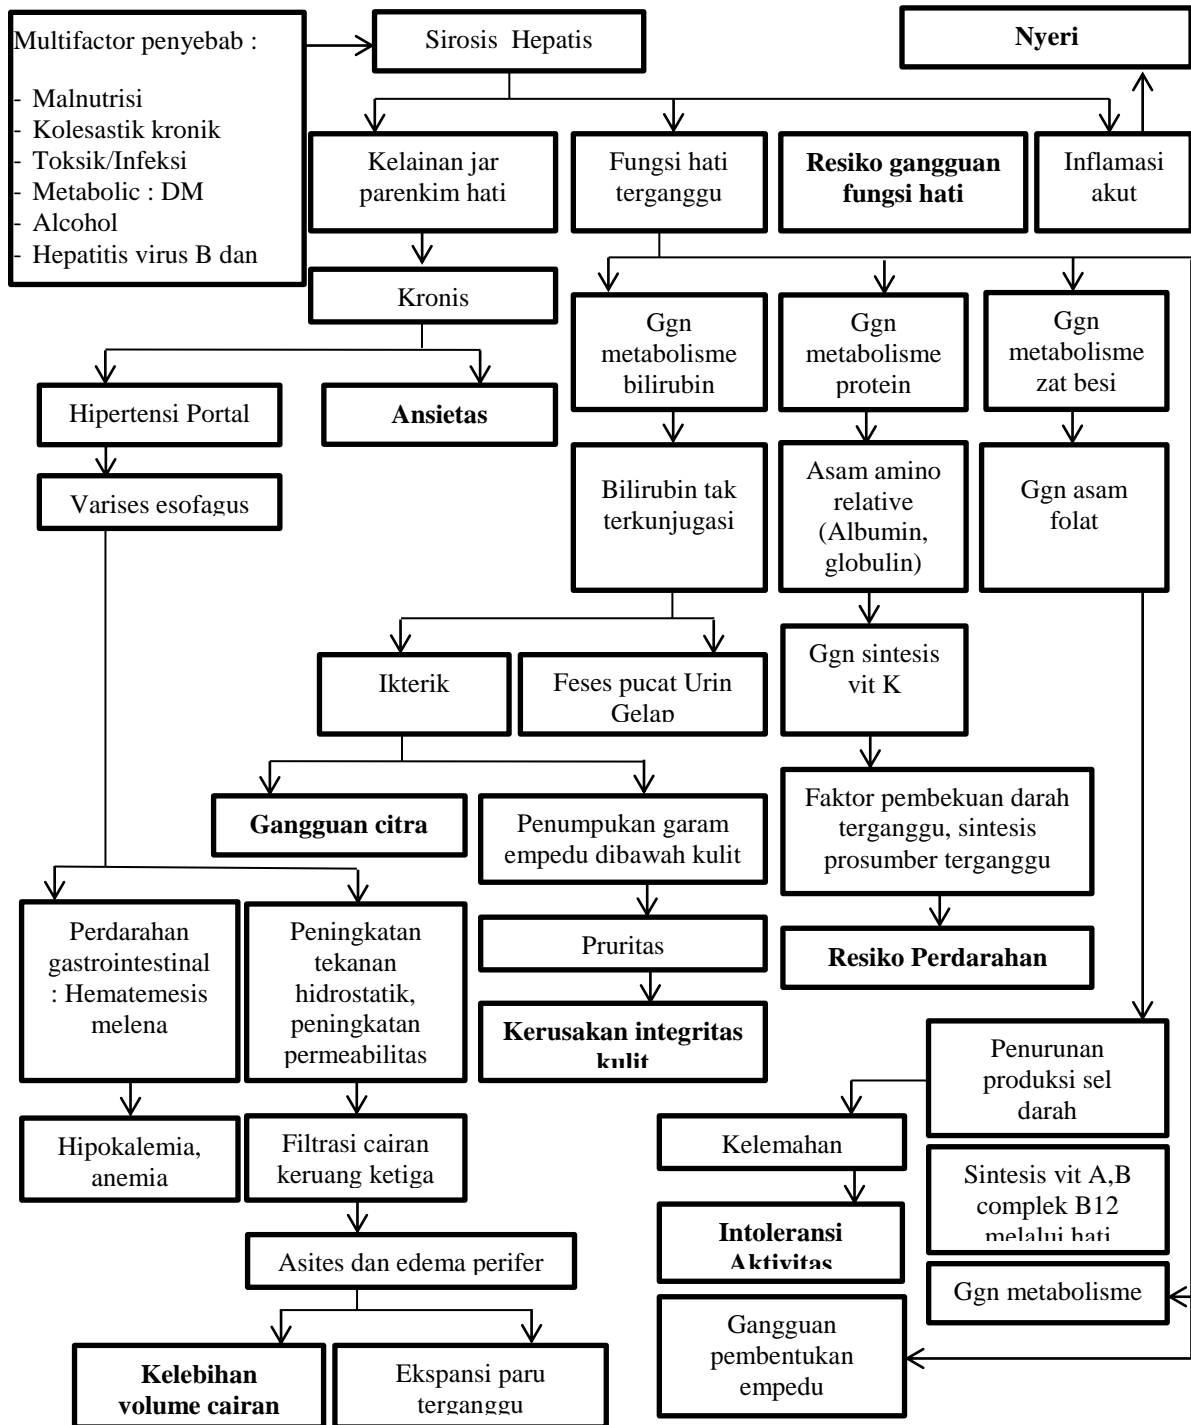 Multifactor penyebab :
- Malnutrisi
- Kolesastik kronik
- Toksik/Infeksi
- Metabolic : DM
- Alcohol
- Hepatitis virus B dan
Sirosis  Hepatis
Nyeri
Kelainan jar
parenkim hati
Fungsi hati
terganggu
Resiko gangguan
fungsi hati
Inflamasi
akut
Kronis
Ggn
metabolisme
bilirubin
Ggn
metabolisme
protein
Ggn
metabolisme
zat besi
Hipertensi Portal
Ansietas
Varises esofagus
Bilirubin tak
terkunjugasi
Asam amino
relative
(Albumin,
globulin)
Ggn asam
folat
Ikterik
Feses pucat Urin
Gelap
Ggn sintesis
vit K
Gangguan citra
Penumpukan garam
empedu dibawah kulit
Faktor pembekuan darah
terganggu, sintesis
prosumber terganggu
Perdarahan
gastrointestinal
: Hematemesis
melena
Peningkatan
tekanan
hidrostatik,
peningkatan
permeabilitas
Pruritas
Resiko Perdarahan
Kerusakan integritas
kulit
Penurunan
produksi sel
darah
Hipokalemia,
anemia
Filtrasi cairan
keruang ketiga
Kelemahan
Sintesis vit A,B
complek B12
melalui hati
Intoleransi
Aktivitas
Asites dan edema perifer
Ggn metabolisme
Gangguan
pembentukan
empedu
Kelebihan
volume cairan
Ekspansi paru
terganggu